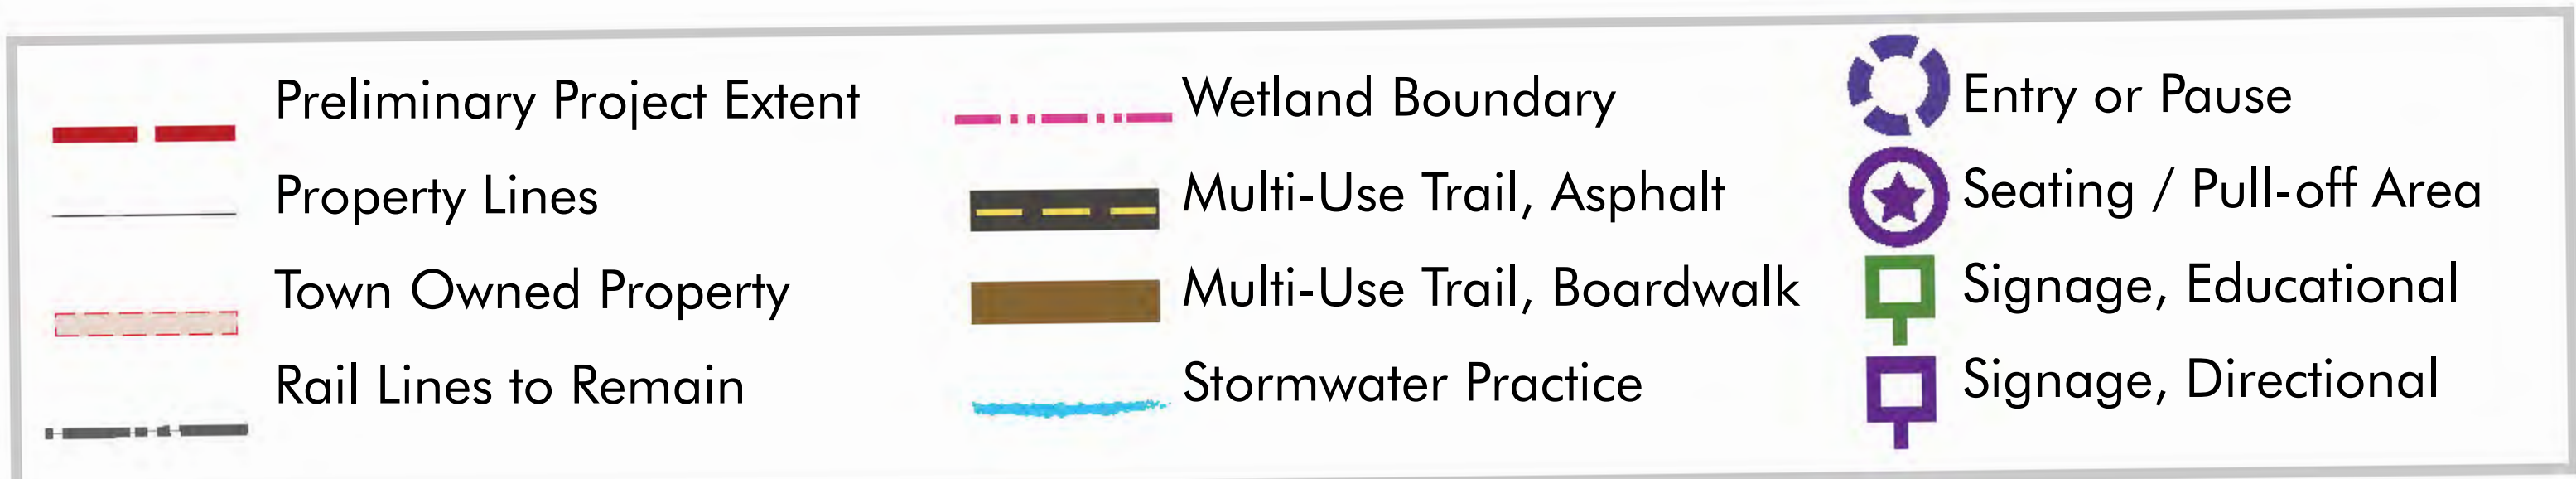 Preliminary Project Extent
Property Lines
Town Owned Property
Rail Lines to Remain
Wetland Boundary
Multi-Use Trail, Asphalt
Multi-Use Trail, Boardwalk
Stormwater Practice
Entry or Pause
Seating / Pull-off Area
Signage, Educational
Signage, Directional